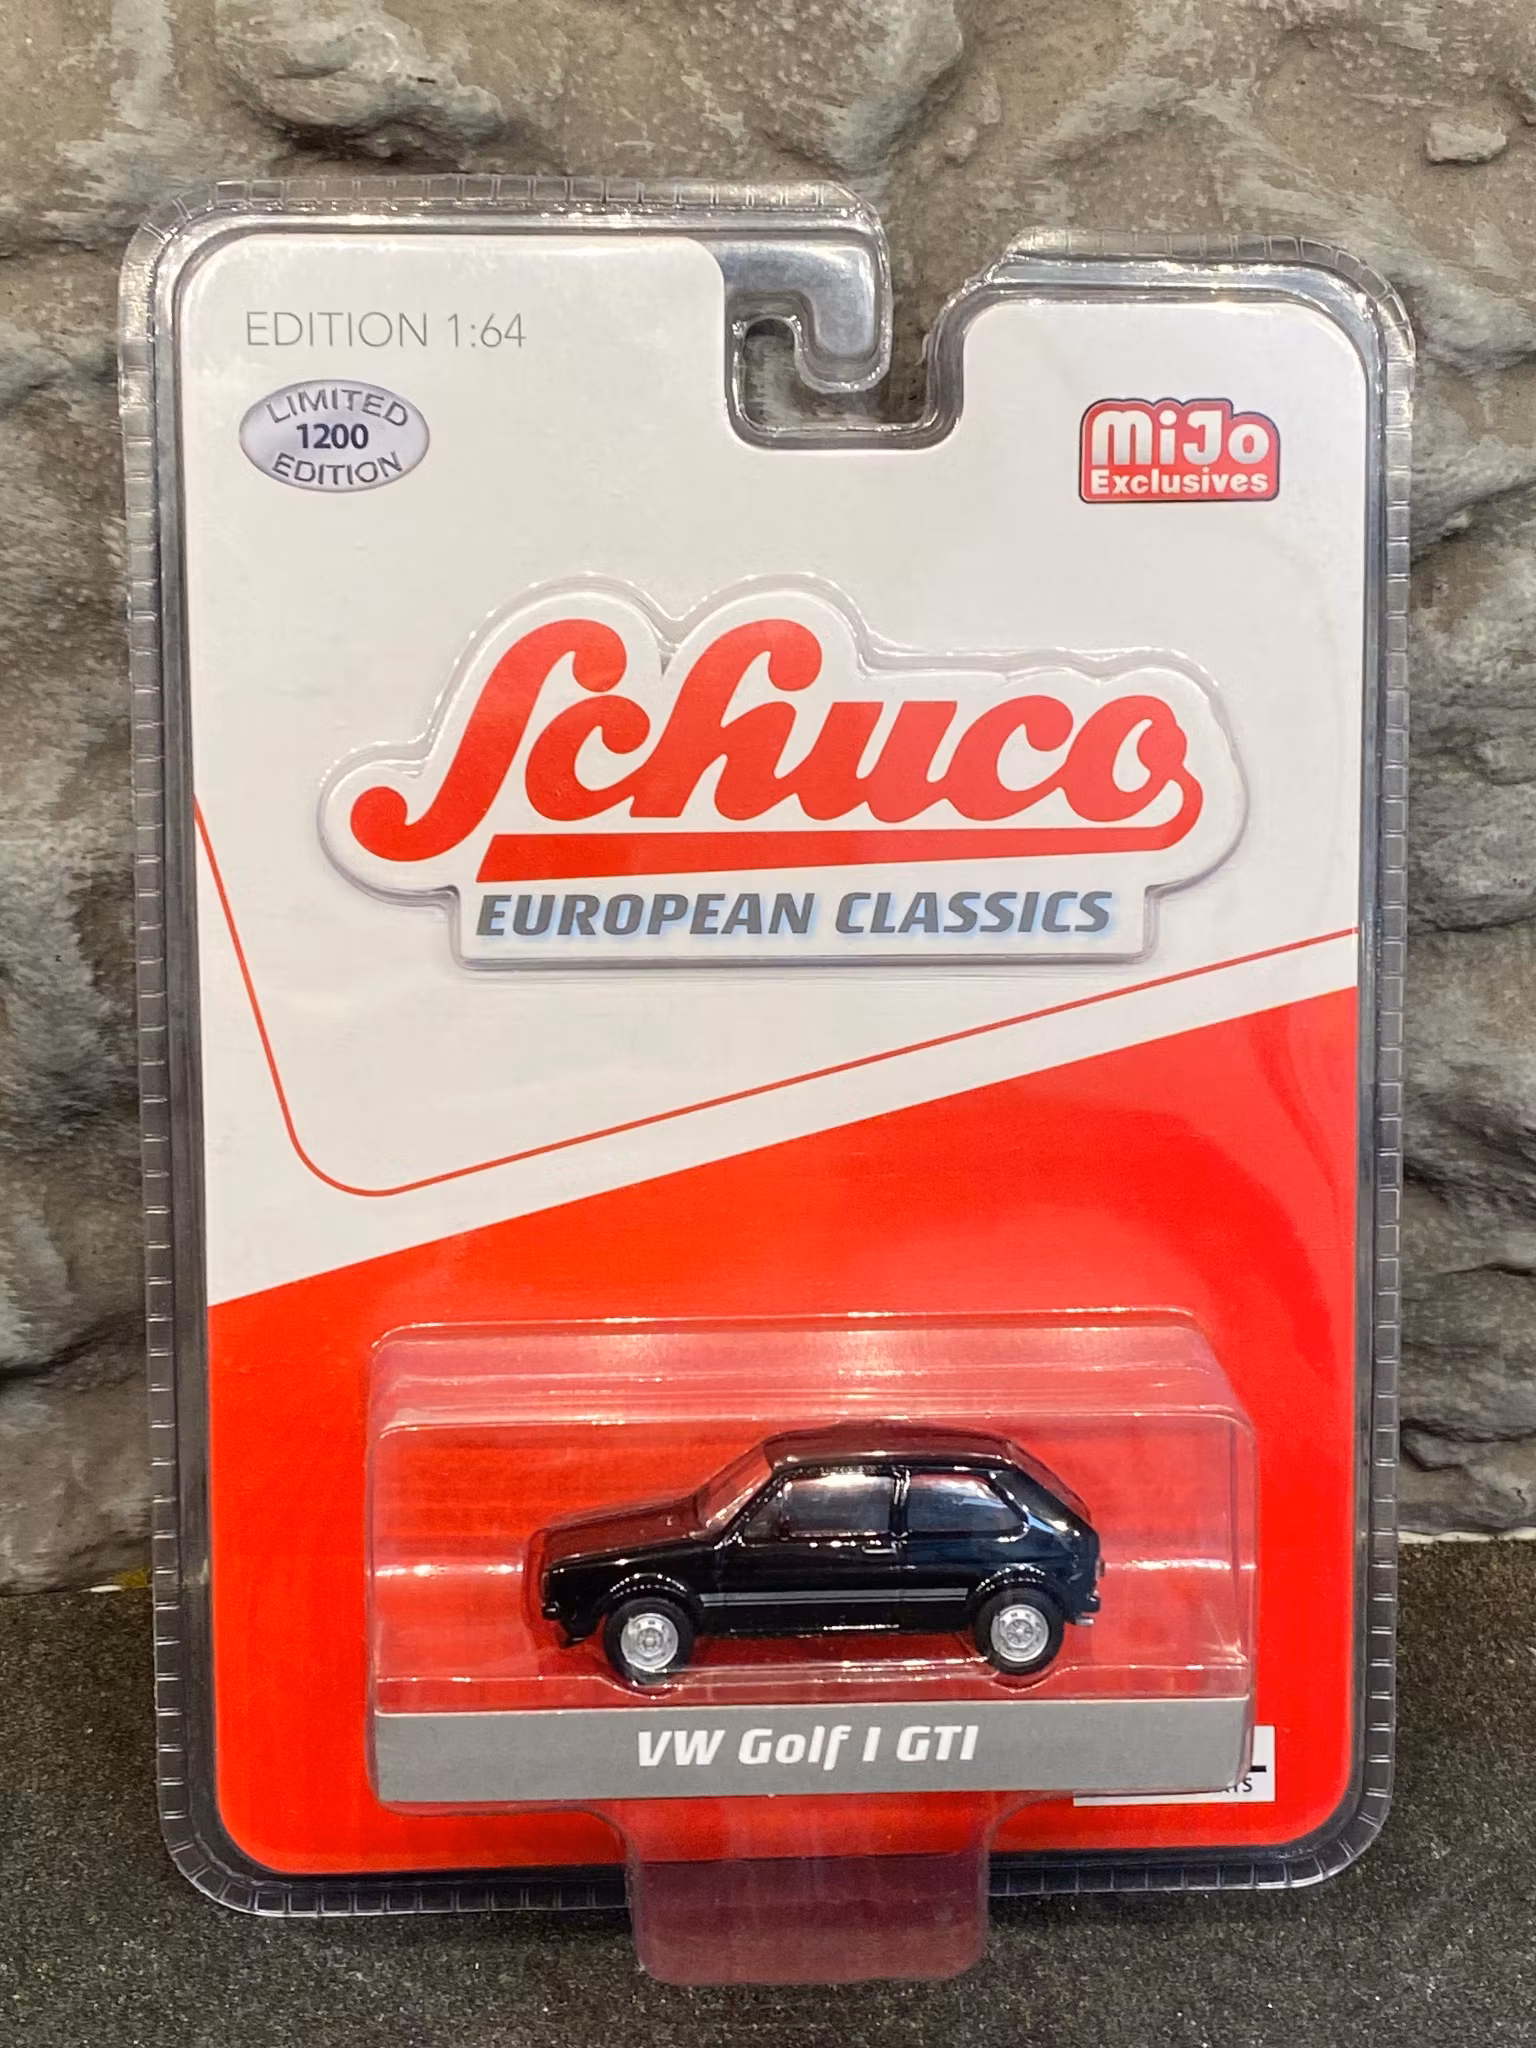 EDITION 1:64
LIMITED
1200
EDITION
MiJo
Exclusives
Schuco
EUROPEAN CLASSICS
VW Golf I GTI